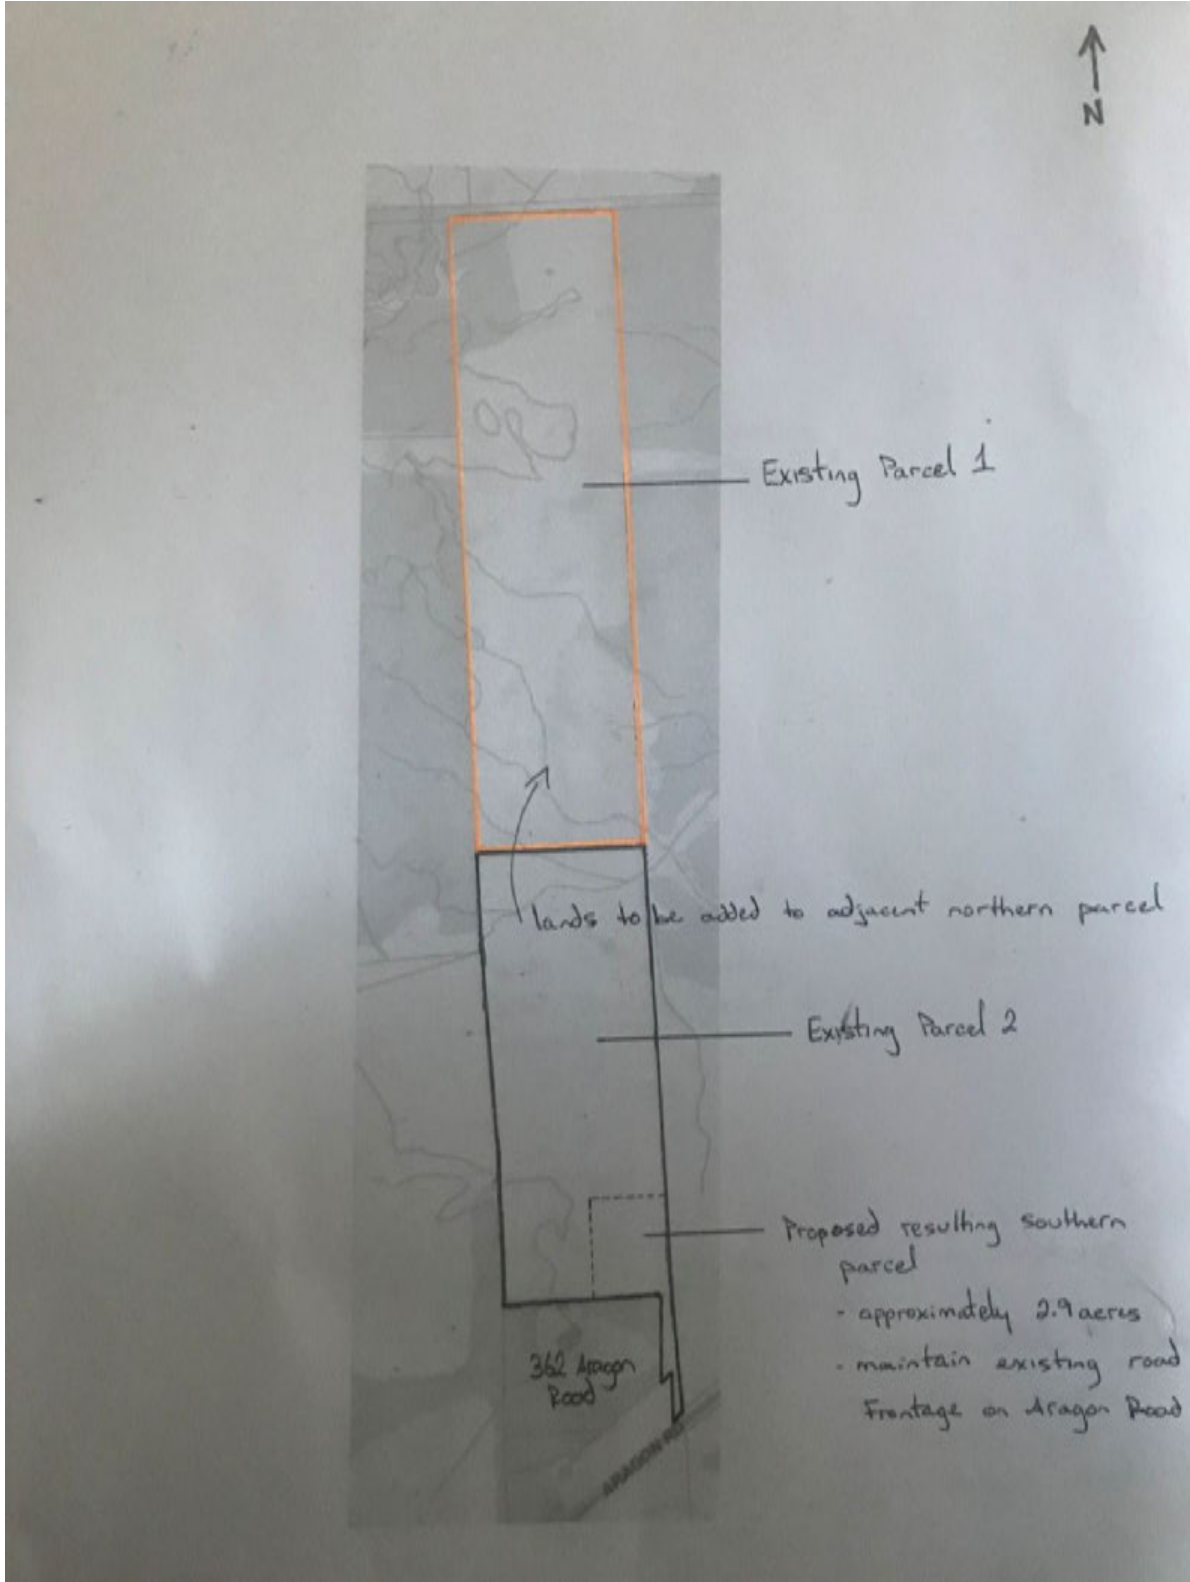 N
Existing Parcel 1
lands to be added to adjacent northern parcel
Existing Parcel 2
Proposed resulting southern
parcel
- approximately 2.9 acres
- maintain existing road
Frontage on Aragon Road
362 Aragon
Road
ARAGON RD